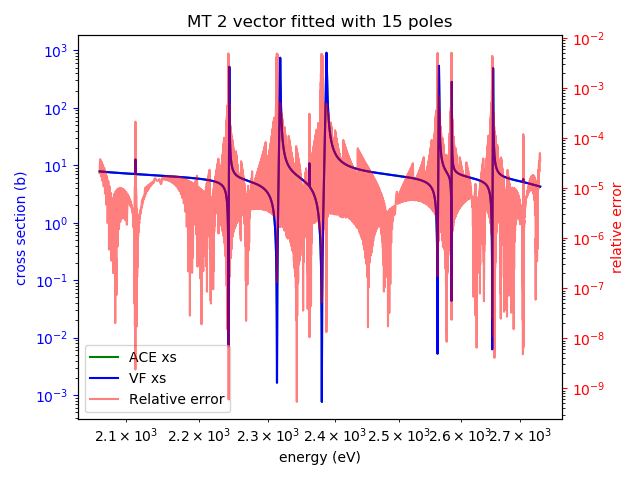 MT 2 vector fitted with 15 poles
10³
10²
10¹
10⁰
10⁻¹
10⁻²
10⁻³
cross section (b)
10⁻²
10⁻³
10⁻⁴
10⁻⁵
10⁻⁶
10⁻⁷
10⁻⁸
10⁻⁹
relative error
ACE xs
VF xs
Relative error
2.1 × 10³ 2.2 × 10³ 2.3 × 10³ 2.4 × 10³ 2.5 × 10³ 2.6 × 10³ 2.7 × 10³
energy (eV)